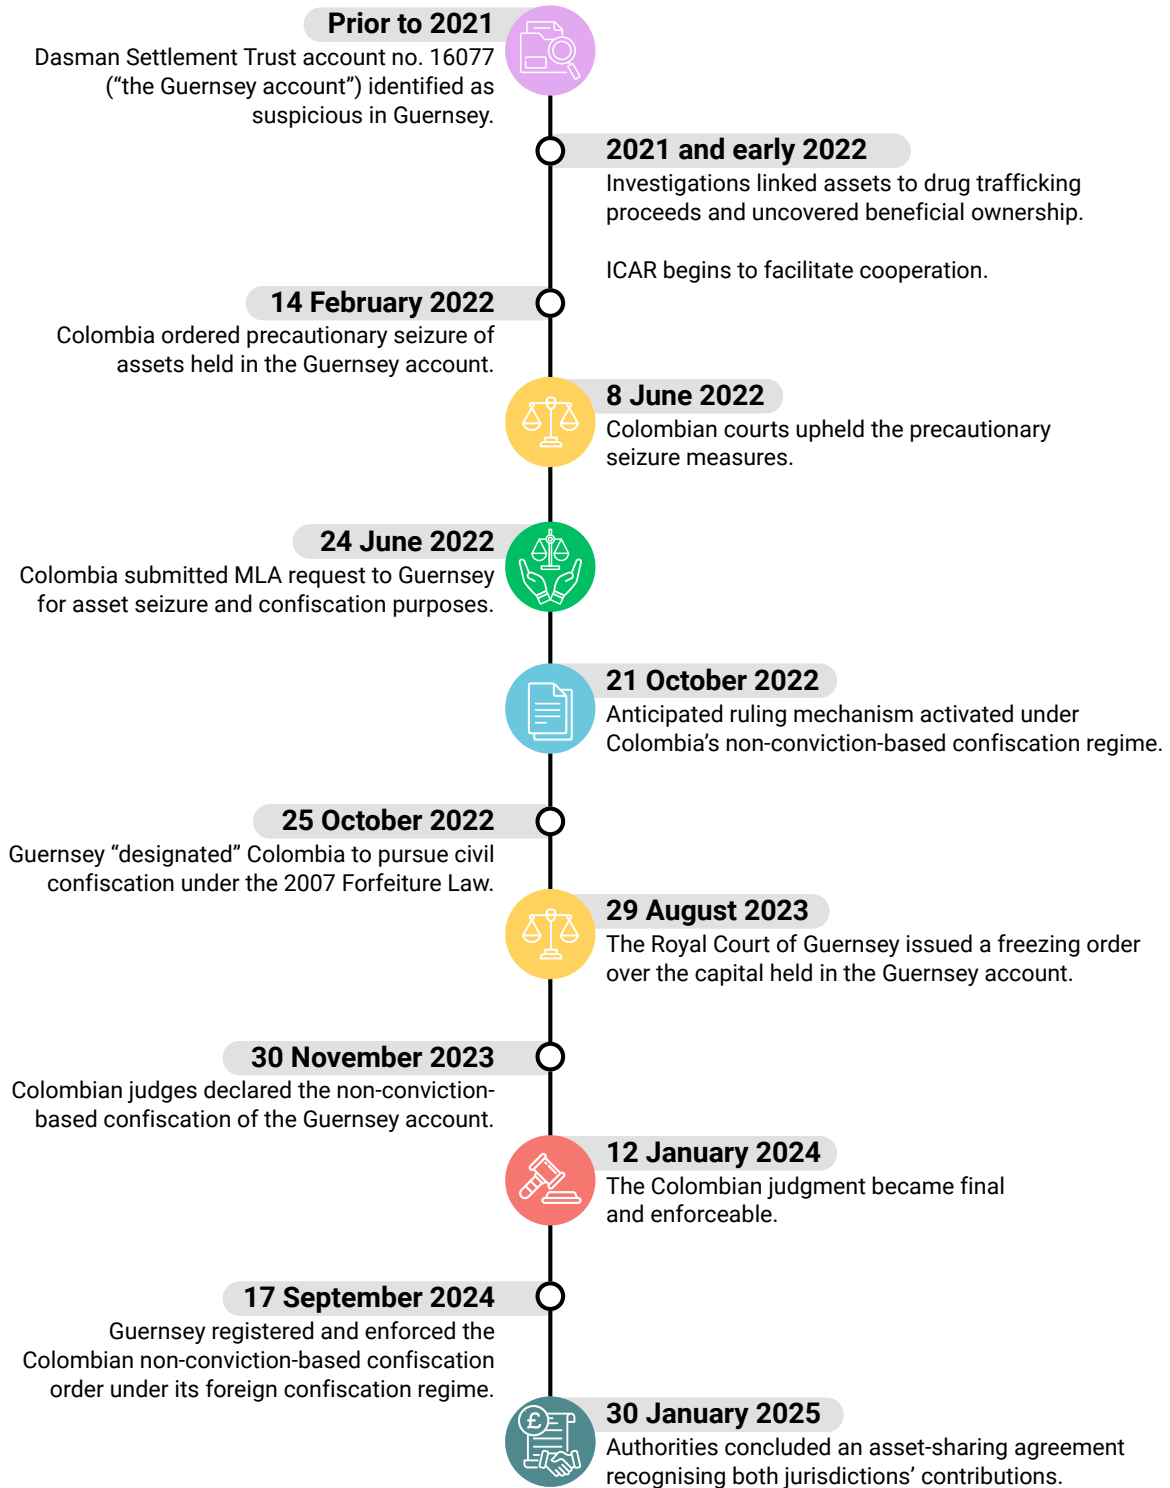 Prior to 2021
Dasman Settlement Trust account no. 16077
(“the Guernsey account”) identified as
suspicious in Guernsey.
2021 and early 2022
Investigations linked assets to drug trafficking
proceeds and uncovered beneficial ownership.
ICAR begins to facilitate cooperation.
14 February 2022
Colombia ordered precautionary seizure of
assets held in the Guernsey account.
8 June 2022
Colombian courts upheld the precautionary
seizure measures.
24 June 2022
Colombia submitted MLA request to Guernsey
for asset seizure and confiscation purposes.
21 October 2022
Anticipated ruling mechanism activated under
Colombia’s non-conviction-based confiscation regime.
25 October 2022
Guernsey “designated” Colombia to pursue civil
confiscation under the 2007 Forfeiture Law.
29 August 2023
The Royal Court of Guernsey issued a freezing order
over the capital held in the Guernsey account.
30 November 2023
Colombian judges declared the non-conviction-
based confiscation of the Guernsey account.
12 January 2024
The Colombian judgment became final
and enforceable.
17 September 2024
Guernsey registered and enforced the
Colombian non-conviction-based confiscation
order under its foreign confiscation regime.
£
30 January 2025
Authorities concluded an asset-sharing agreement
recognising both jurisdictions’ contributions.